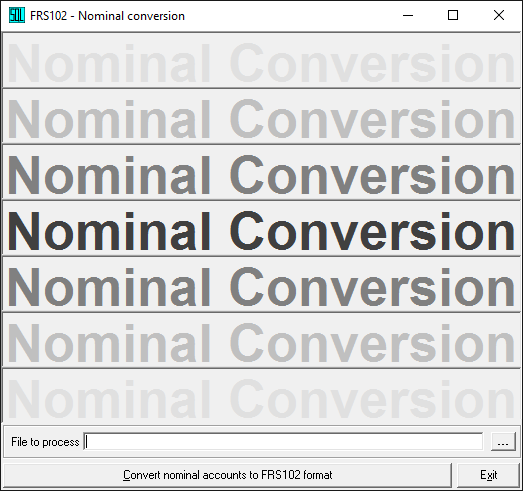 SQL FRS102 - Nominal conversion
Nominal Conversion
Nominal Conversion
Nominal Conversion
Nominal Conversion
Nominal Conversion
Nominal Conversion
Nominal Conversion
File to process ...
Convert nominal accounts to FRS102 format Exit